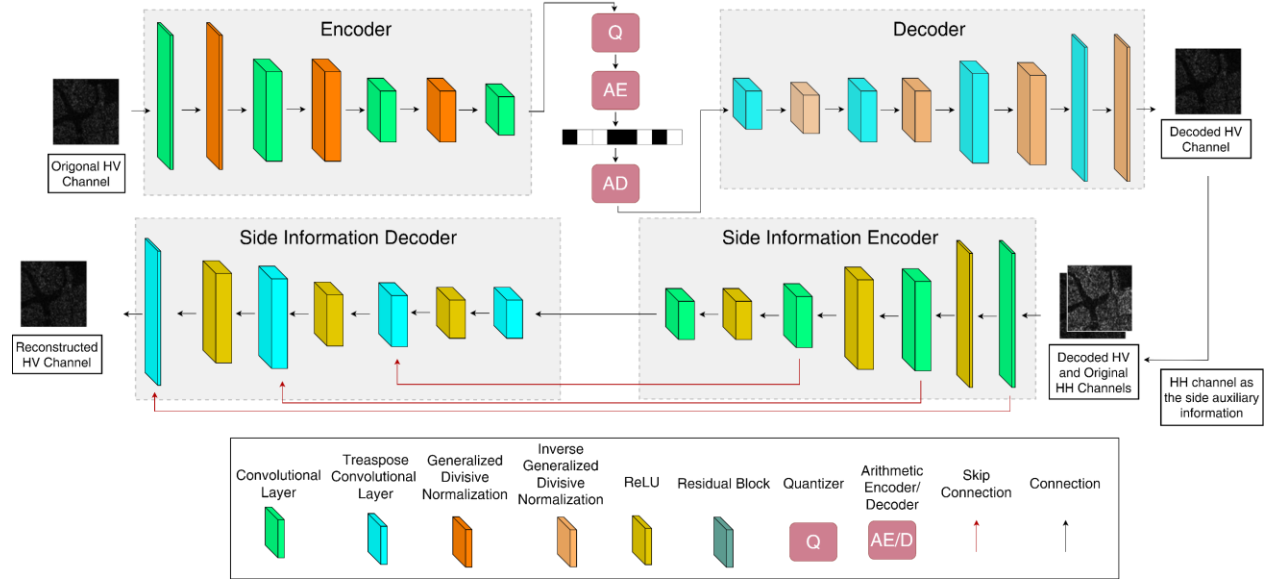 Encoder
Q
AE
AD
Decoder
Origonal HV
Channel
Decoded HV
Channel
Side Information Decoder
Side Information Encoder
Reconstructed
HV Channel
Decoded HV
and Original
HH Channels
HH channel as
the side auxiliary
information
Convolutional
Layer
Treaspose
Convolutional
Layer
Generalized
Divisive
Normalization
Inverse
Generalized
Divisive
Normalization
ReLU
Residual Block
Quantizer
Arithmetic
Encoder/
Decoder
Skip
Connection
Connection
Q
AE/D